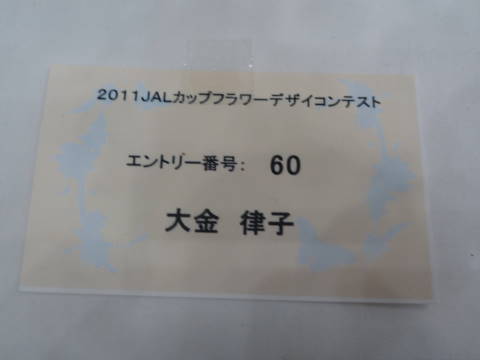 2011JALカップフラワーデザイコンテスト
エントリー番号: 60
大金 律子